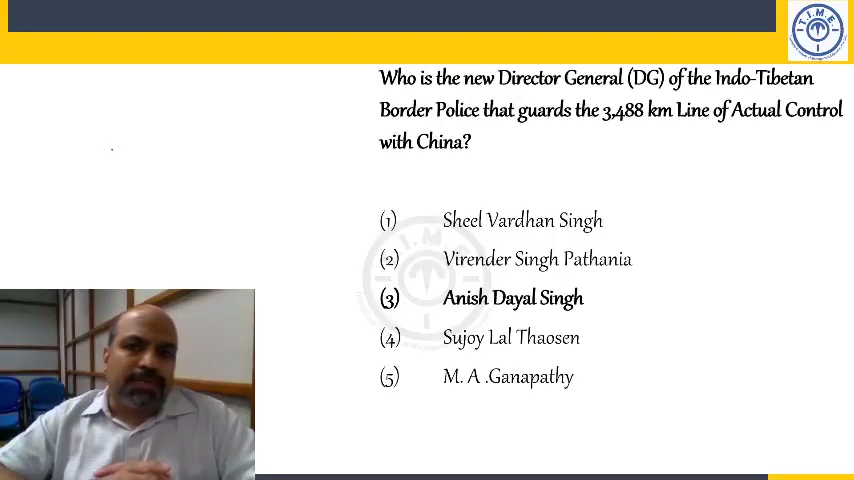 T.I.M.E.
Who is the new Director General (DG) of the Indo-Tibetan
Border Police that guards the 3,488 km Line of Actual Control
with China?
(1) Sheel Vardhan Singh
(2) Virender Singh Pathania
(3) Anish Dayal Singh
(4) Sujoy Lal Thaosen
(5) M. A .Ganapathy